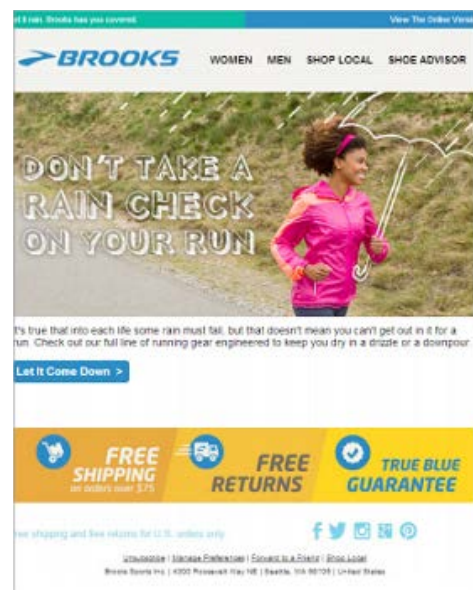 et it rain. Brooks has you covered. View The Online Versi
BROOKS WOMEN MEN SHOP LOCAL SHOE ADVISOR
DON'T TAKE A
RAIN CHECK
ON YOUR RUN
t's true that into each life some rain must fall, but that doesn't mean you can't get out in it for a
run. Check out our full line of running gear engineered to keep you dry in a drizzle or a downpour
Let It Come Down >
FREE
SHIPPING
on orders over $75
FREE
RETURNS
TRUE BLUE
GUARANTEE
ree shipping and free returns for U.S. orders only.
Unsubscribe | Manage Preferences | Forward to a Friend | Shop Local
Brooks Sports Inc. | 4200 Roosevelt Way NE | Seattle, WA 98105 | United States